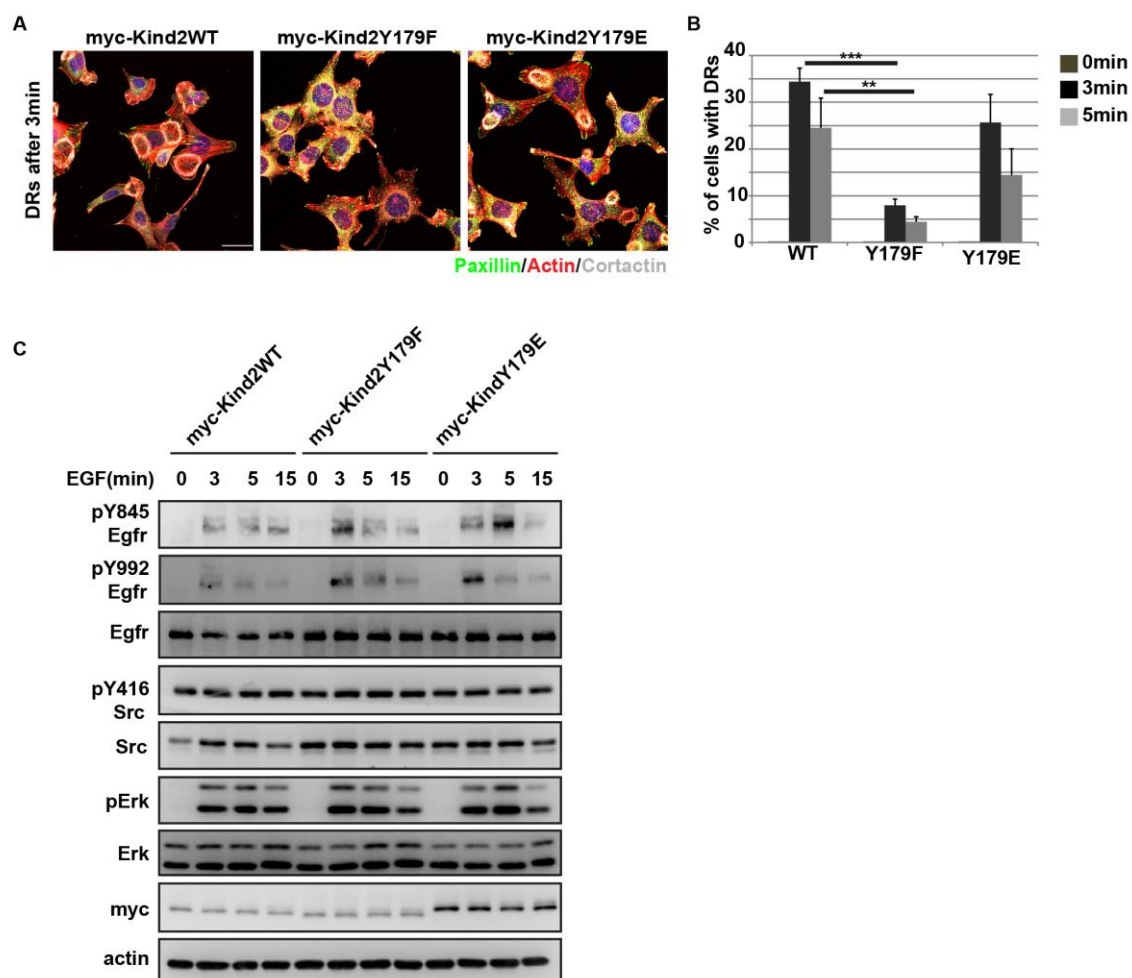 A
myc-Kind2WT myc-Kind2Y179F myc-Kind2Y179E
DRs after 3min
Paxillin/Actin/Cortactin
B
% of cells with DRs
40
30
20
10
0
***
**
WT Y179F Y179E
0min
3min
5min
C
myc-Kind2WT myc-Kind2Y179F myc-KindY179E
EGF(min) 0 3 5 15 0 3 5 15 0 3 5 15
pY845
Egfr
pY992
Egfr
Egfr
pY416
Src
Src
pErk
Erk
myc
actin